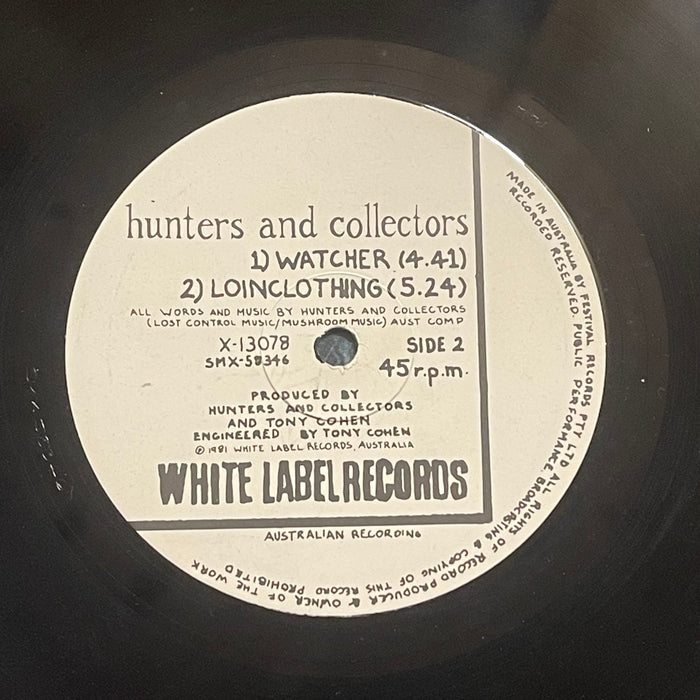 hunters and collectors
1) WATCHER (4.41)
2) LOINCLOTHING (5.24)
ALL WORDS AND MUSIC BY HUNTERS AND COLLECTORS
(LOST CONTROL MUSIC/MUSHROOM MUSIC) AUST COMP
X-13078 SIDE 2
SMX-58346 45 r.p.m.
PRODUCED BY
HUNTERS AND COLLECTORS
AND TONY COHEN
ENGINEERED BY TONY COHEN
℗ 1981 WHITE LABEL RECORDS, AUSTRALIA
WHITE LABEL RECORDS
AUSTRALIAN RECORDING
MADE IN AUSTRALIA BY FESTIVAL RECORDS PTY LTD ALL RIGHTS OF RECORD PRODUCER & OWNER OF THE WORK
RECORDED RESERVED. PUBLIC PERFORMANCE, BROADCASTING & COPYING OF THIS RECORD PROHIBITED